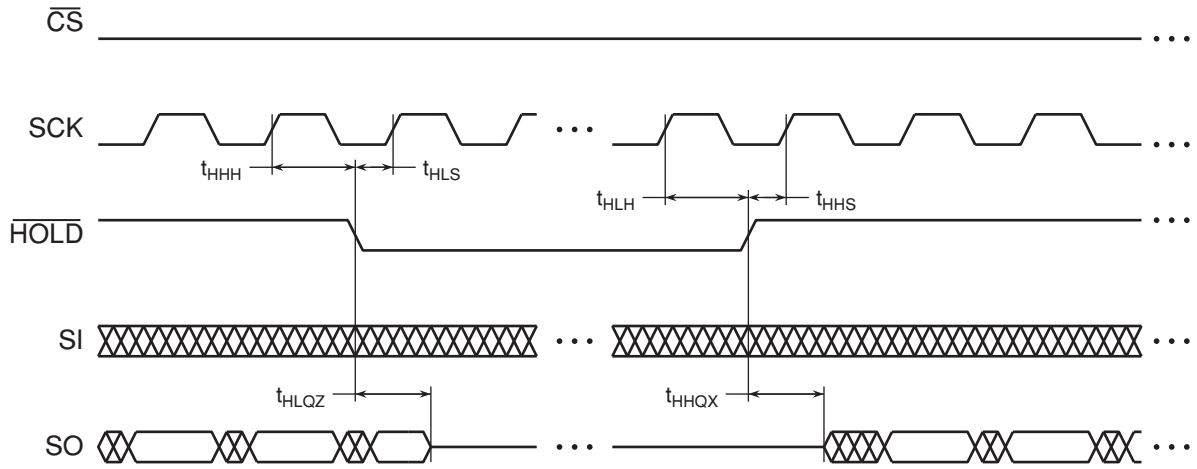 CS
SCK
tHHH
tHLS
tHLH
tHHS
HOLD
SI
tHLQZ
tHHQX
SO